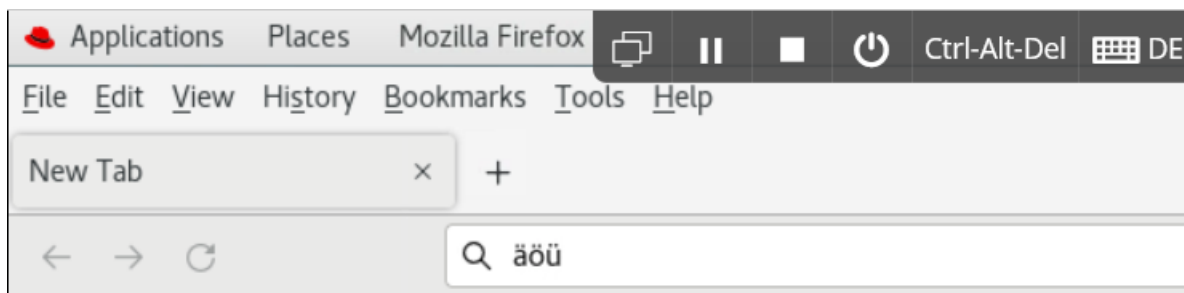 Applications Places Mozilla Firefox Ctrl-Alt-Del DE
File Edit View History Bookmarks Tools Help
New Tab
äöü